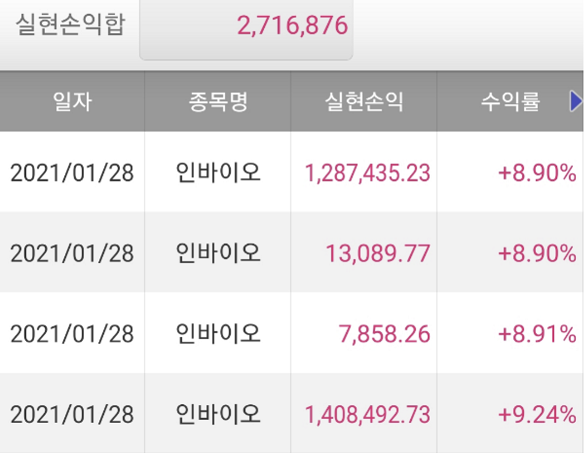 실현손익합 2,716,876
일자 종목명 실현손익 수익률
2021/01/28 인바이오 1,287,435.23 +8.90%
2021/01/28 인바이오 13,089.77 +8.90%
2021/01/28 인바이오 7,858.26 +8.91%
2021/01/28 인바이오 1,408,492.73 +9.24%